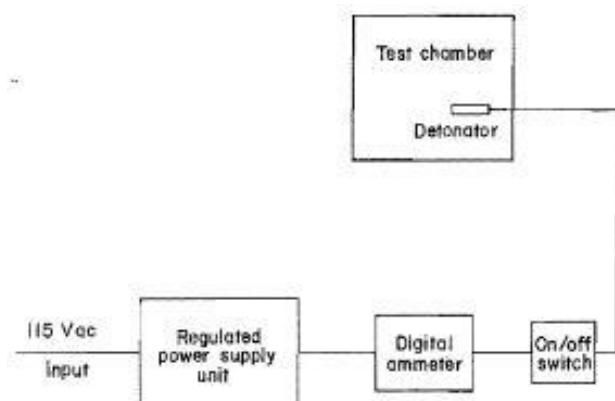 Test chamber
Detonator
115 Vac
input
Regulated
power supply
unit
Digital
ammeter
On/off
switch